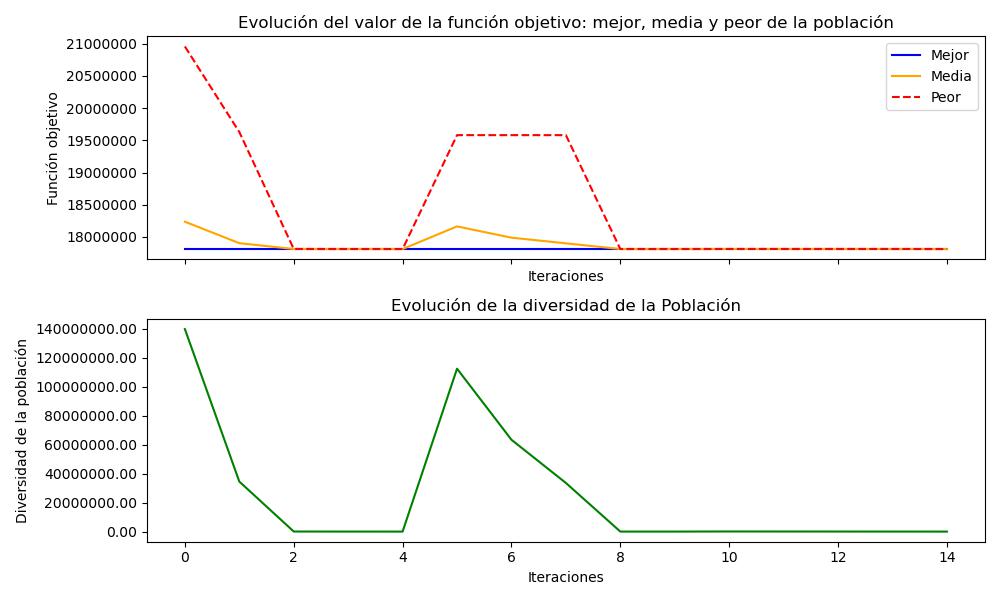 Evolución del valor de la función objetivo: mejor, media y peor de la población
21000000
20500000
20000000
19500000
19000000
18500000
18000000
Función objetivo
Mejor
Media
Peor
Iteraciones
Evolución de la diversidad de la Población
140000000.00
120000000.00
100000000.00
80000000.00
60000000.00
40000000.00
20000000.00
0.00
Diversidad de la población
0 2 4 6 8 10 12 14
Iteraciones